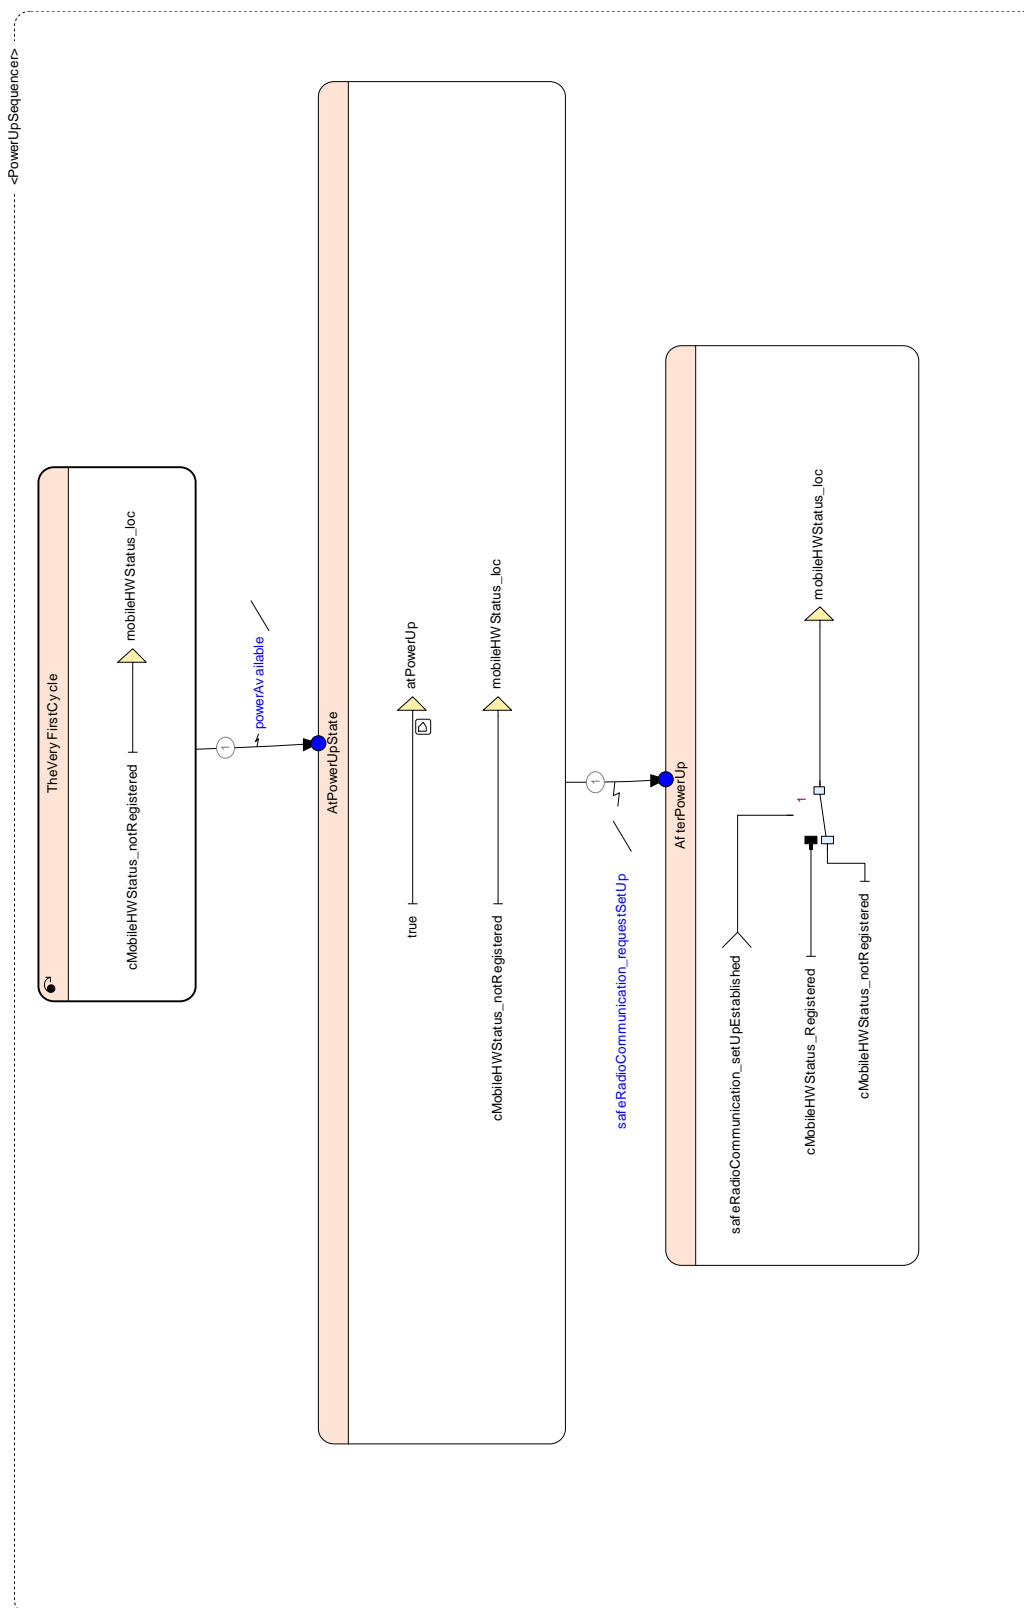 <PowerUpSequencer>
TheVeryFirstCycle
cMobileHWStatus_notRegistered
mobileHWStatus_loc
1
powerAvailable
AtPowerUpState
true
atPowerUp
cMobileHWStatus_notRegistered
mobileHWStatus_loc
1
safeRadioCommunication_requestSetUp
AfterPowerUp
safeRadioCommunication_setUpEstablished
1
cMobileHWStatus_Registered
mobileHWStatus_loc
cMobileHWStatus_notRegistered